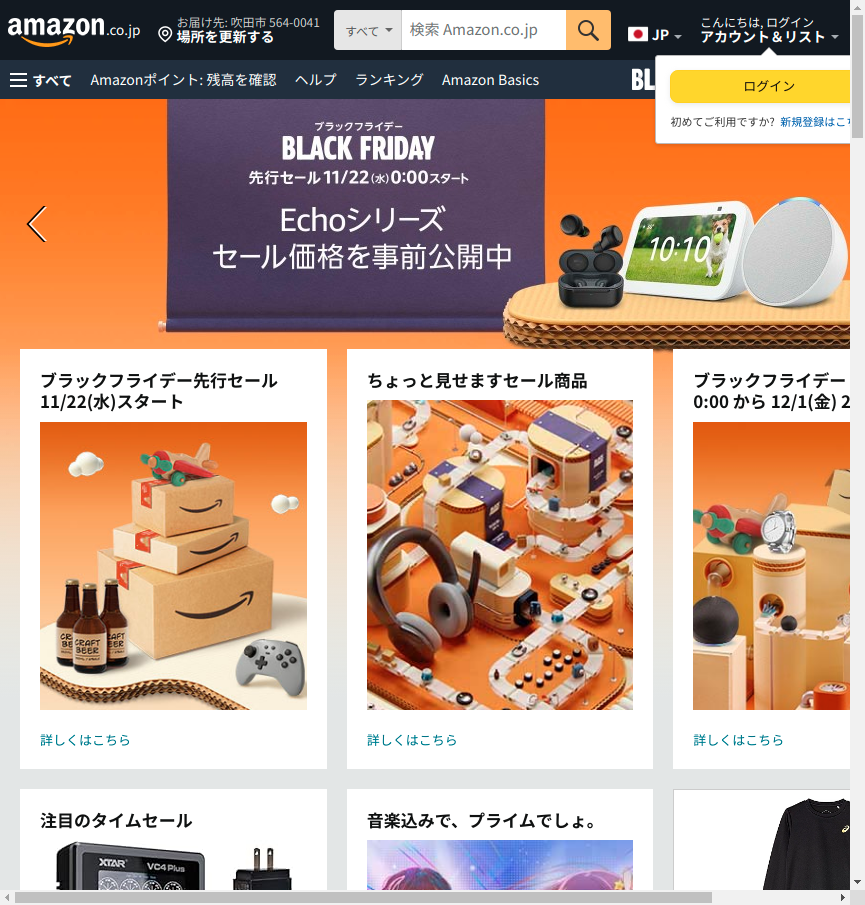 amazon.co.jp
お届け先: 吹田市 564-0041
場所を更新する
すべて
検索 Amazon.co.jp
JP
こんにちは, ログイン
アカウント＆リスト
すべて
Amazonポイント: 残高を確認
ヘルプ
ランキング
Amazon Basics
BL
ログイン
初めてご利用ですか? 新規登録はこ
ブラックフライデー
BLACK FRIDAY
先行セール11/22(水)0:00スタート
Echoシリーズ
セール価格を事前公開中
10:10
ブラックフライデー先行セール
11/22(水)スタート
CRAFT
BEER
詳しくはこちら
ちょっと見せますセール商品
詳しくはこちら
ブラックフライデー
0:00 から 12/1(金) 2
詳しくはこちら
注目のタイムセール
XTAR
VC4 Plus
音楽込みで、プライムでしょ。